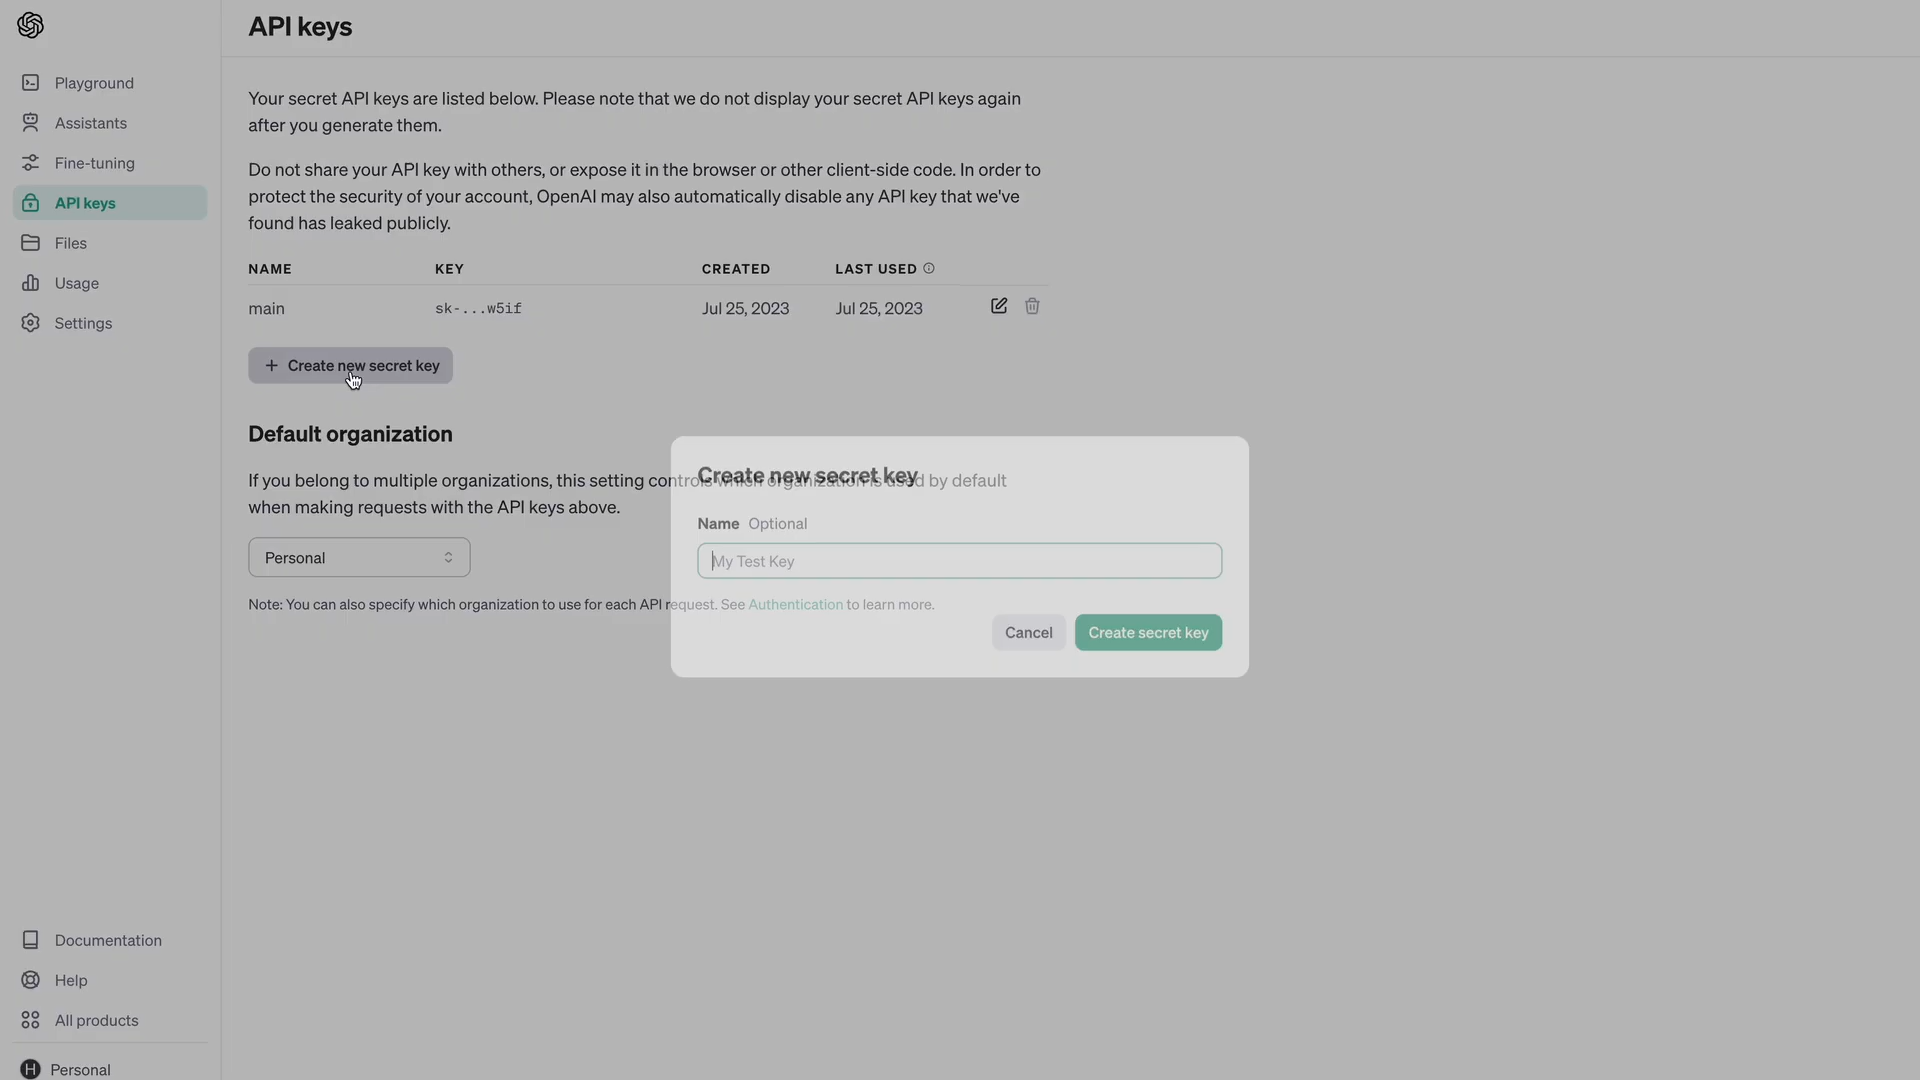 API keys
Playground
Assistants
Fine-tuning
API keys
Files
Usage
Settings
Your secret API keys are listed below. Please note that we do not display your secret API keys again
after you generate them.
Do not share your API key with others, or expose it in the browser or other client-side code. In order to
protect the security of your account, OpenAI may also automatically disable any API key that we've
found has leaked publicly.
NAME KEY CREATED LAST USED
main sk-...w5if Jul 25, 2023 Jul 25, 2023
+ Create new secret key
Default organization
If you belong to multiple organizations, this setting controls which organization is used by default
when making requests with the API keys above.
Personal
Note: You can also specify which organization to use for each API request. See Authentication to learn more.
Create new secret key
Name Optional
My Test Key
Cancel Create secret key
Documentation
Help
All products
H Personal